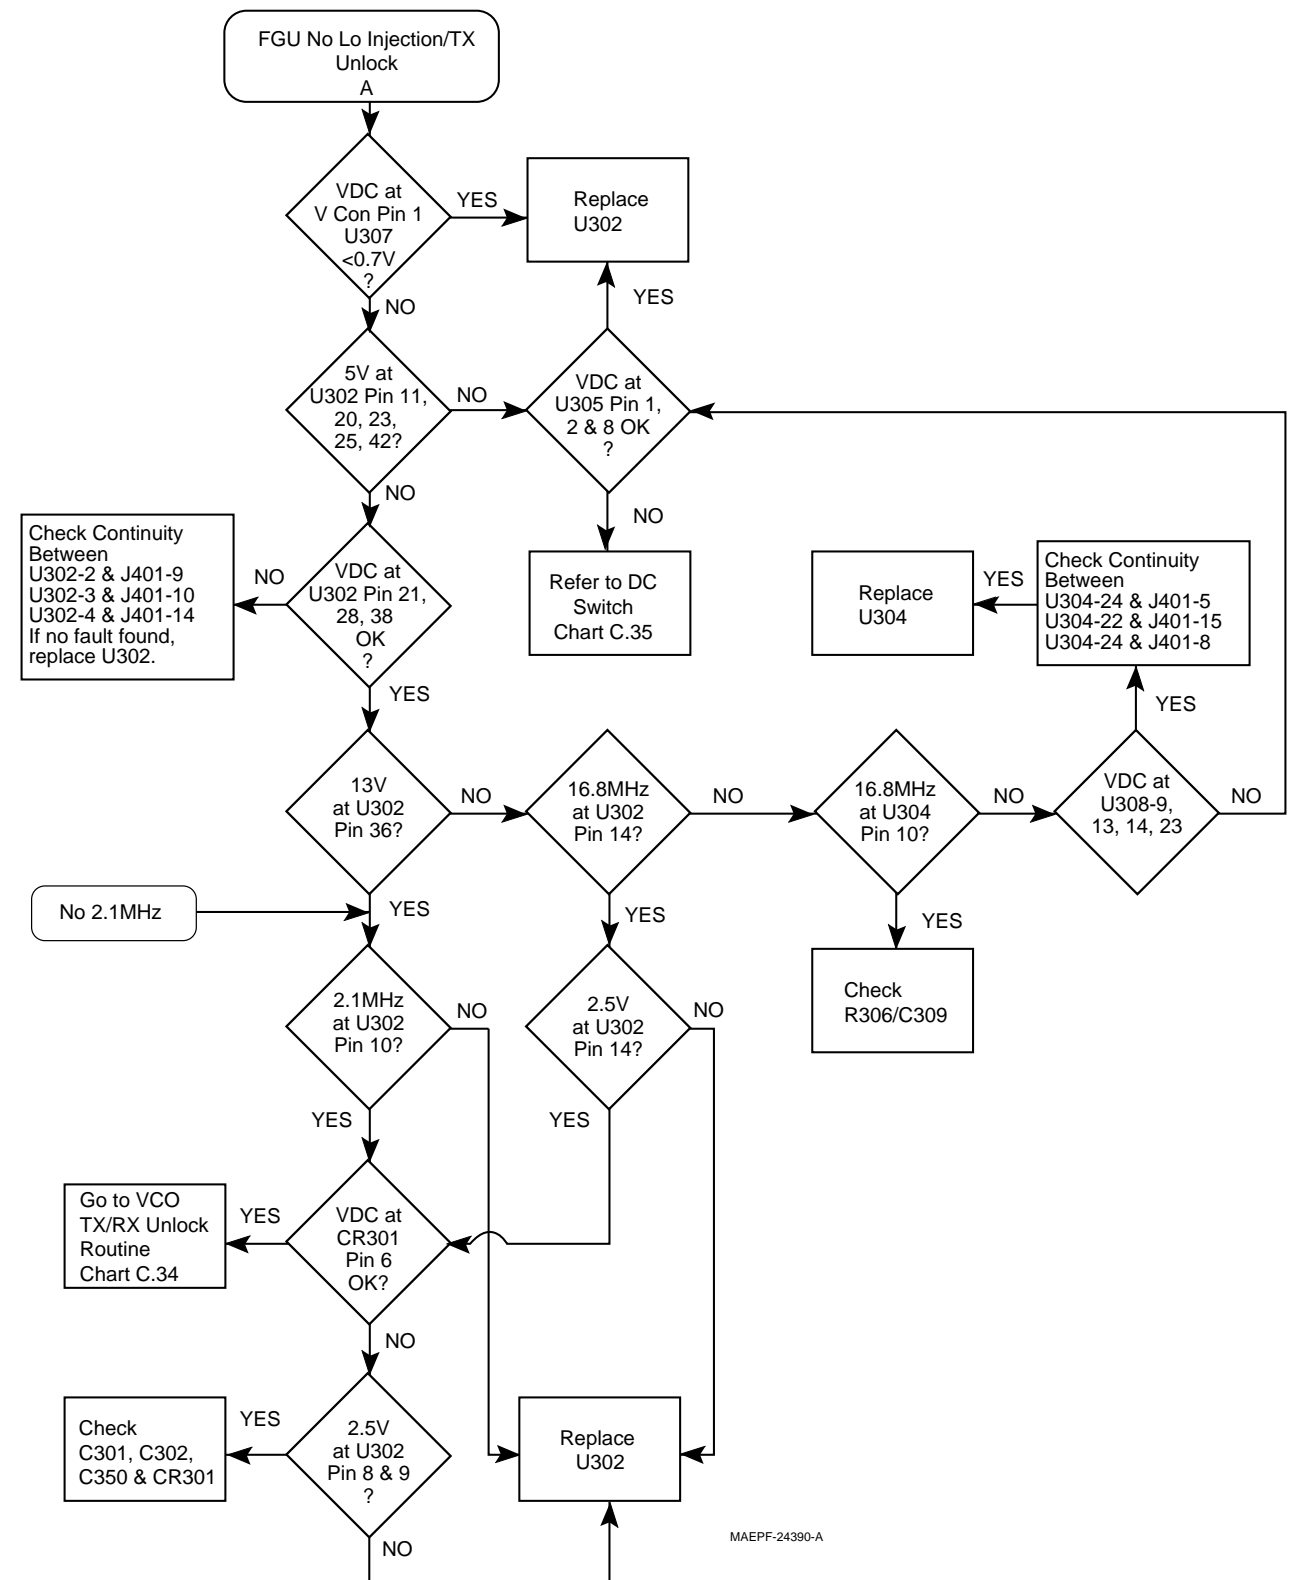 FGU No Lo Injection/TX
Unlock
A
VDC at
V Con Pin 1
U307
<0.7V
?
YES
Replace
U302
NO
YES
5V at
U302 Pin 11,
20, 23,
25, 42?
NO
VDC at
U305 Pin 1,
2 & 8 OK
?
NO
NO
Check Continuity
Between
U302-2 & J401-9
U302-3 & J401-10
U302-4 & J401-14
If no fault found,
replace U302.
NO
VDC at
U302 Pin 21,
28, 38
OK
?
Refer to DC
Switch
Chart C.35
Replace
U304
YES
Check Continuity
Between
U304-24 & J401-5
U304-22 & J401-15
U304-24 & J401-8
YES
YES
13V
at U302
Pin 36?
NO
16.8MHz
at U302
Pin 14?
NO
16.8MHz
at U304
Pin 10?
NO
VDC at
U308-9,
13, 14, 23
NO
No 2.1MHz
YES
YES
YES
2.1MHz
at U302
Pin 10?
NO
2.5V
at U302
Pin 14?
NO
Check
R306/C309
YES
YES
Go to VCO
TX/RX Unlock
Routine
Chart C.34
YES
VDC at
CR301
Pin 6
OK?
NO
Check
C301, C302,
C350 & CR301
YES
2.5V
at U302
Pin 8 & 9
?
Replace
U302
NO
MAEPF-24390-A